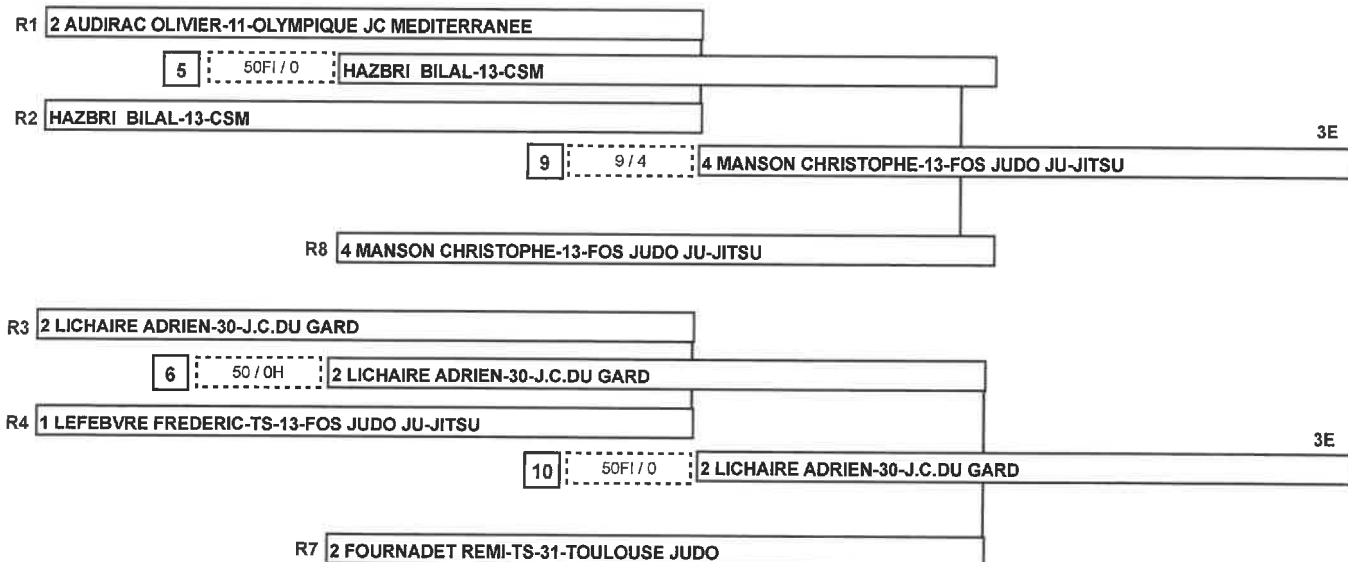 R1 2 AUDIRAC OLIVIER-11-OLYMPIQUE JC MEDITERRANEE
5 50FI / 0 HAZBRI BILAL-13-CSM
R2 HAZBRI BILAL-13-CSM
3E
9 9 / 4 4 MANSON CHRISTOPHE-13-FOS JUDO JU-JITSU
R8 4 MANSON CHRISTOPHE-13-FOS JUDO JU-JITSU
R3 2 LICHAIRE ADRIEN-30-J.C.DU GARD
6 50 / 0H 2 LICHAIRE ADRIEN-30-J.C.DU GARD
R4 1 LEFEBVRE FREDERIC-TS-13-FOS JUDO JU-JITSU
3E
10 50FI / 0 2 LICHAIRE ADRIEN-30-J.C.DU GARD
R7 2 FOURNADET REMI-TS-31-TOULOUSE JUDO